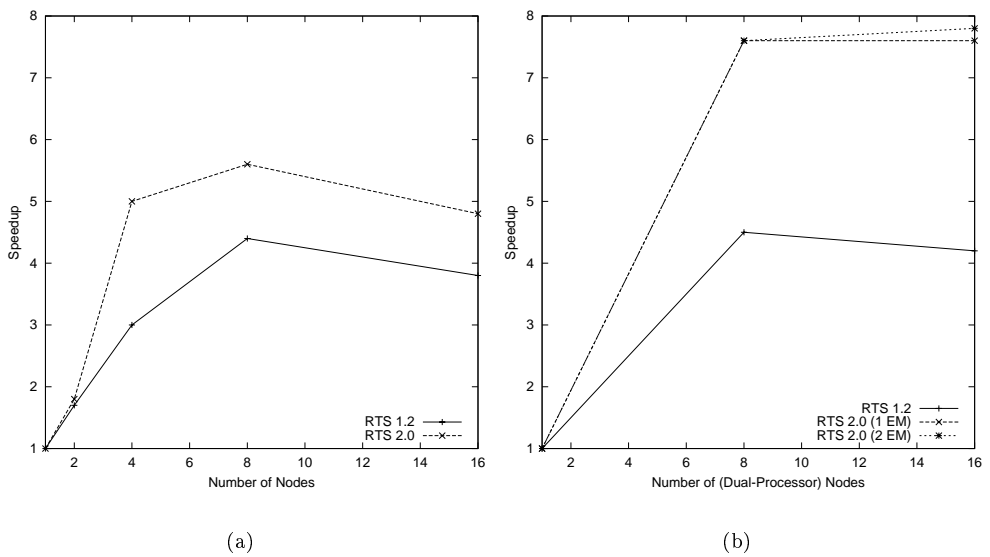 8
7
6
5
4
3
2
1
Speedup
2 4 6 8 10 12 14 16
Number of Nodes
RTS 1.2
RTS 2.0
(a)
8
7
6
5
4
3
2
1
Speedup
2 4 6 8 10 12 14 16
Number of (Dual-Processor) Nodes
RTS 1.2
RTS 2.0 (1 EM)
RTS 2.0 (2 EM)
(b)